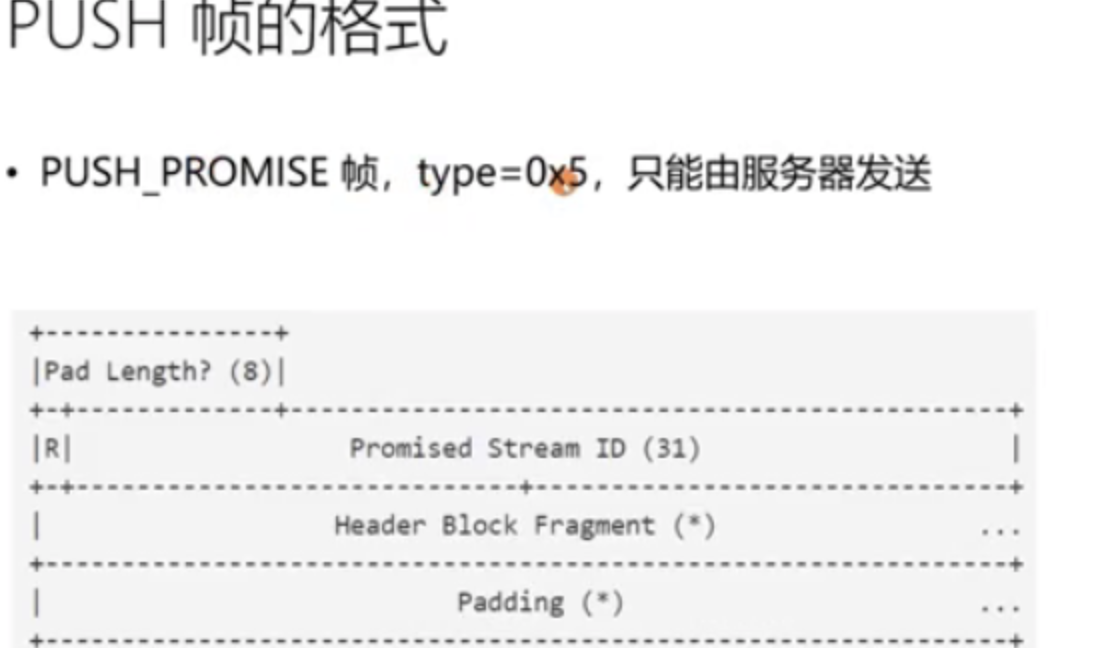 PUSH 帧的格式
• PUSH_PROMISE 帧，type=0x5，只能由服务器发送
+---------------+
|Pad Length? (8)|
+-+-------------+-----------------------------------------------+
|R|                  Promised Stream ID (31)                    |
+-+-----------------------------+-------------------------------+
|                   Header Block Fragment (*)                 ...
+---------------------------------------------------------------+
|                           Padding (*)                       ...
+---------------------------------------------------------------+